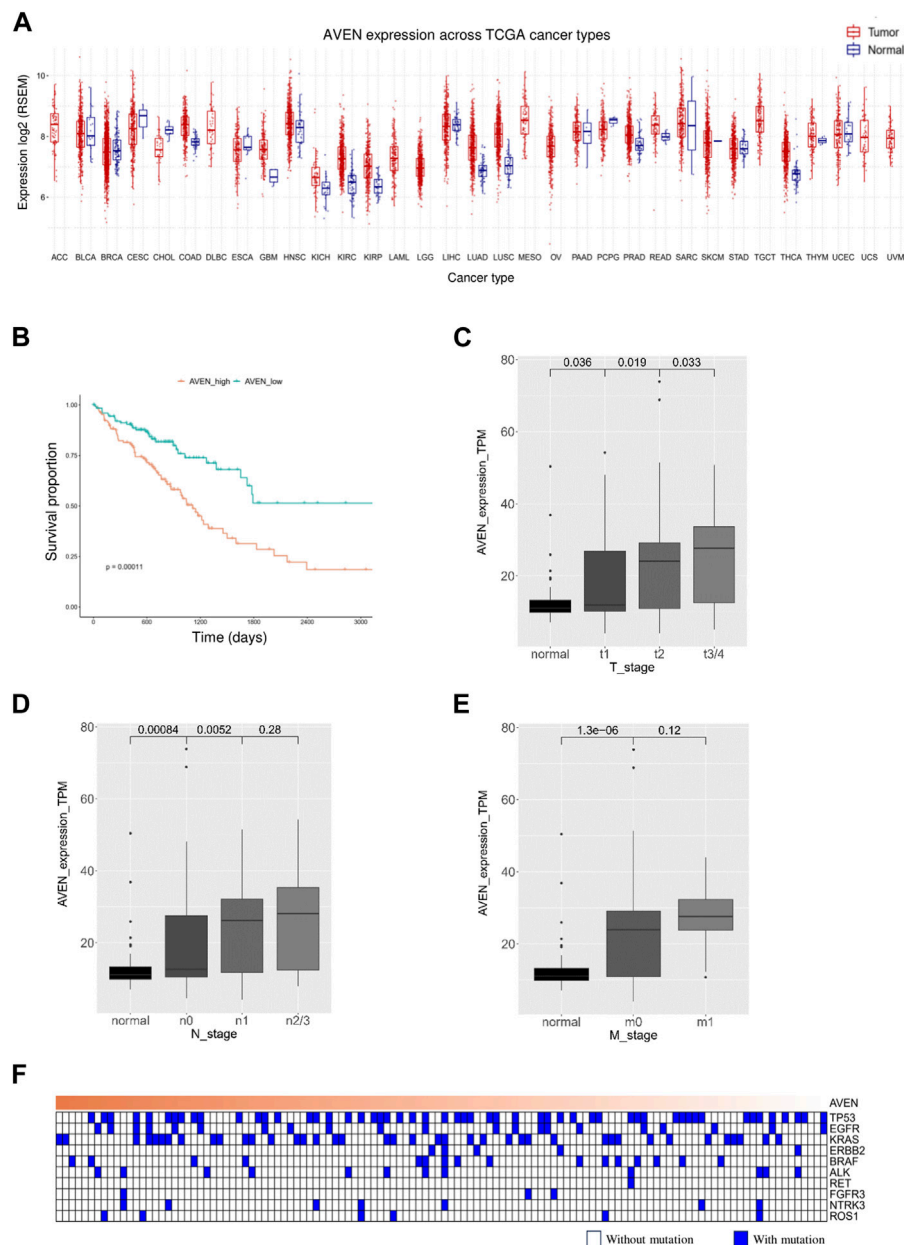 A
AVEN expression across TCGA cancer types
Tumor
Normal
Expression log2 (RSEM)
10
8
6
ACC BLCA BRCA CESC CHOL COAD DLBC ESCA GBM HNSC KICH KIRC KIRP LAML LGG LIHC LUAD LUSC MESO OV PAAD PCPG PRAD READ SARC SKCM STAD TGCT THCA THYM UCEC UCS UVM
Cancer type
B
AVEN_high AVEN_low
Survival proportion
1.00
0.75
0.50
0.25
0.00
p = 0.00011
0 600 1200 1800 2400 3000
Time (days)
C
AVEN_expression_TPM
80
60
40
20
0.036 0.019 0.033
normal t1 t2 t3/4
T_stage
D
AVEN_expression_TPM
80
60
40
20
0.00084 0.0052 0.28
normal n0 n1 n2/3
N_stage
E
AVEN_expression_TPM
80
60
40
20
1.3e−06 0.12
normal m0 m1
M_stage
F
AVEN
TP53
EGFR
KRAS
ERBB2
BRAF
ALK
RET
FGFR3
NTRK3
ROS1
Without mutation With mutation